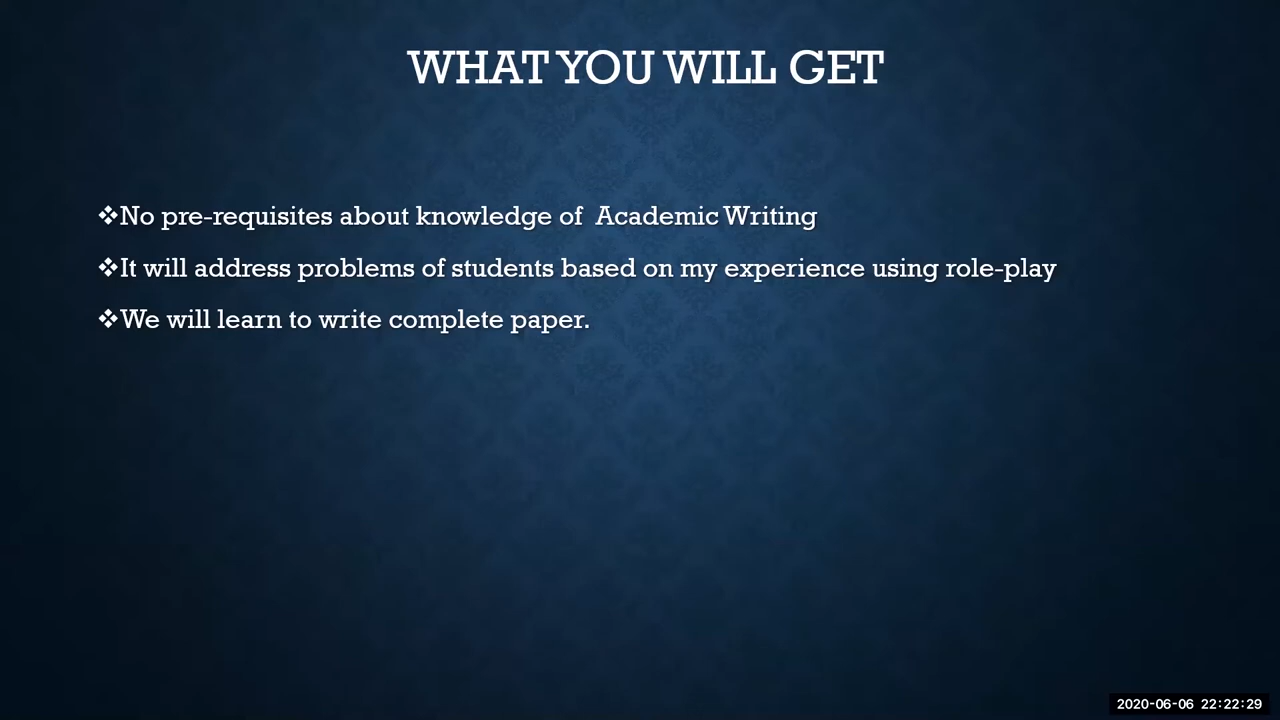 WHAT YOU WILL GET
❖No pre-requisites about knowledge of  Academic Writing
❖It will address problems of students based on my experience using role-play
❖We will learn to write complete paper.
2020-06-06 22:22:29